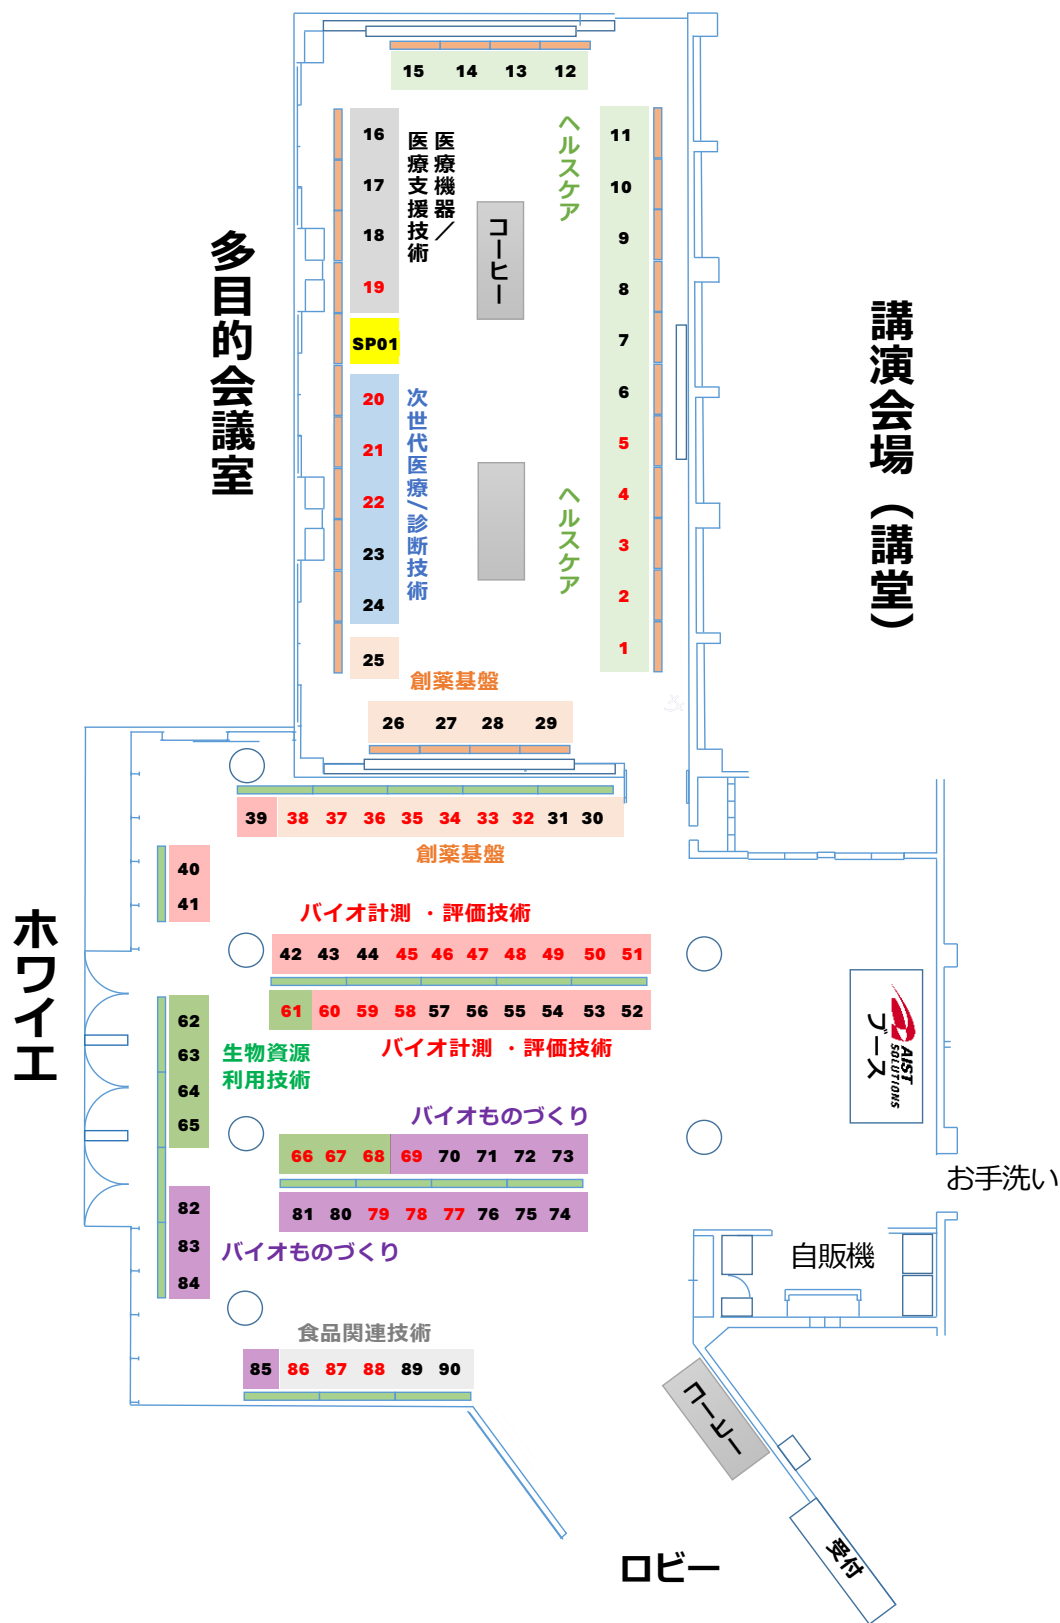 15 14 13 12
16
17
18
19
医療機器／
医療支援技術
ヘルスケア
11
10
9
8
7
6
5
4
3
2
1
コーヒー
多目的会議室
SP01
20
21
22
23
24
次世代医療/診断技術
ヘルスケア
講演会場（講堂）
25
創薬基盤
26 27 28 29
39 38 37 36 35 34 33 32 31 30
創薬基盤
40
41
ホワイエ
バイオ計測 ・評価技術
42 43 44 45 46 47 48 49 50 51
61 60 59 58 57 56 55 54 53 52
バイオ計測 ・評価技術
62
63
64
65
生物資源
利用技術
AIST
SOLUTIONS
ブース
バイオものづくり
66 67 68 69 70 71 72 73
81 80 79 78 77 76 75 74
お手洗い
82
83
84
バイオものづくり
自販機
食品関連技術
85 86 87 88 89 90
コーヒー
受付
ロビー